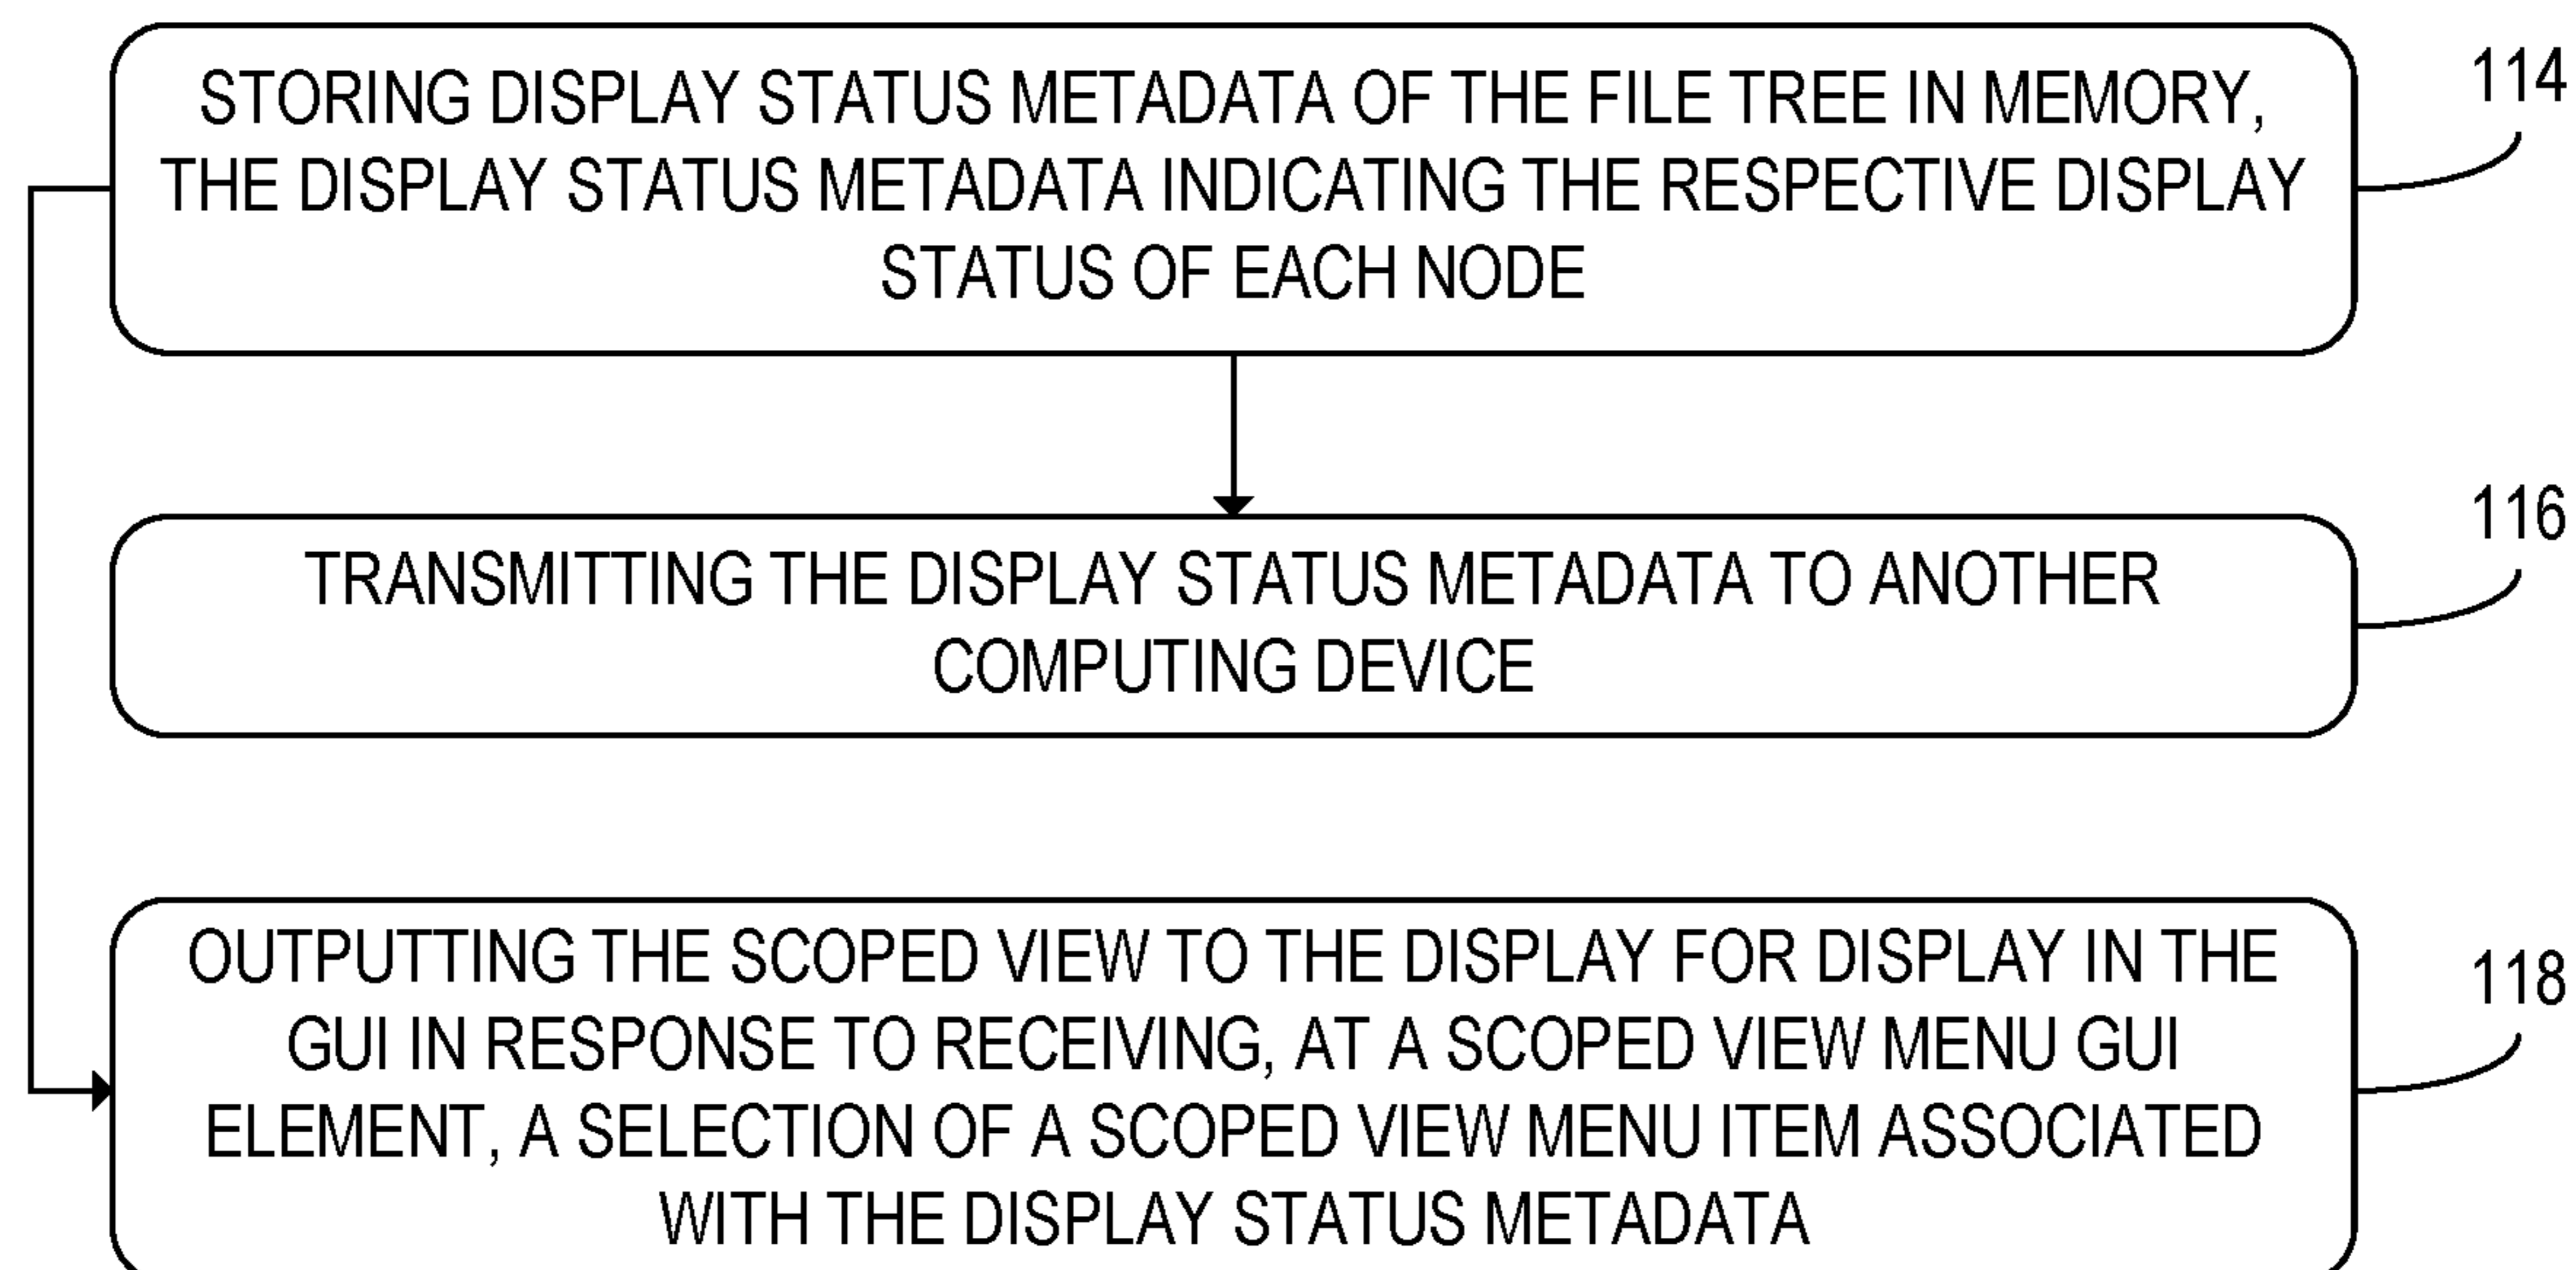 STORING DISPLAY STATUS METADATA OF THE FILE TREE IN MEMORY,
THE DISPLAY STATUS METADATA INDICATING THE RESPECTIVE DISPLAY
STATUS OF EACH NODE
114
TRANSMITTING THE DISPLAY STATUS METADATA TO ANOTHER
COMPUTING DEVICE
116
OUTPUTTING THE SCOPED VIEW TO THE DISPLAY FOR DISPLAY IN THE
GUI IN RESPONSE TO RECEIVING, AT A SCOPED VIEW MENU GUI
ELEMENT, A SELECTION OF A SCOPED VIEW MENU ITEM ASSOCIATED
WITH THE DISPLAY STATUS METADATA
118